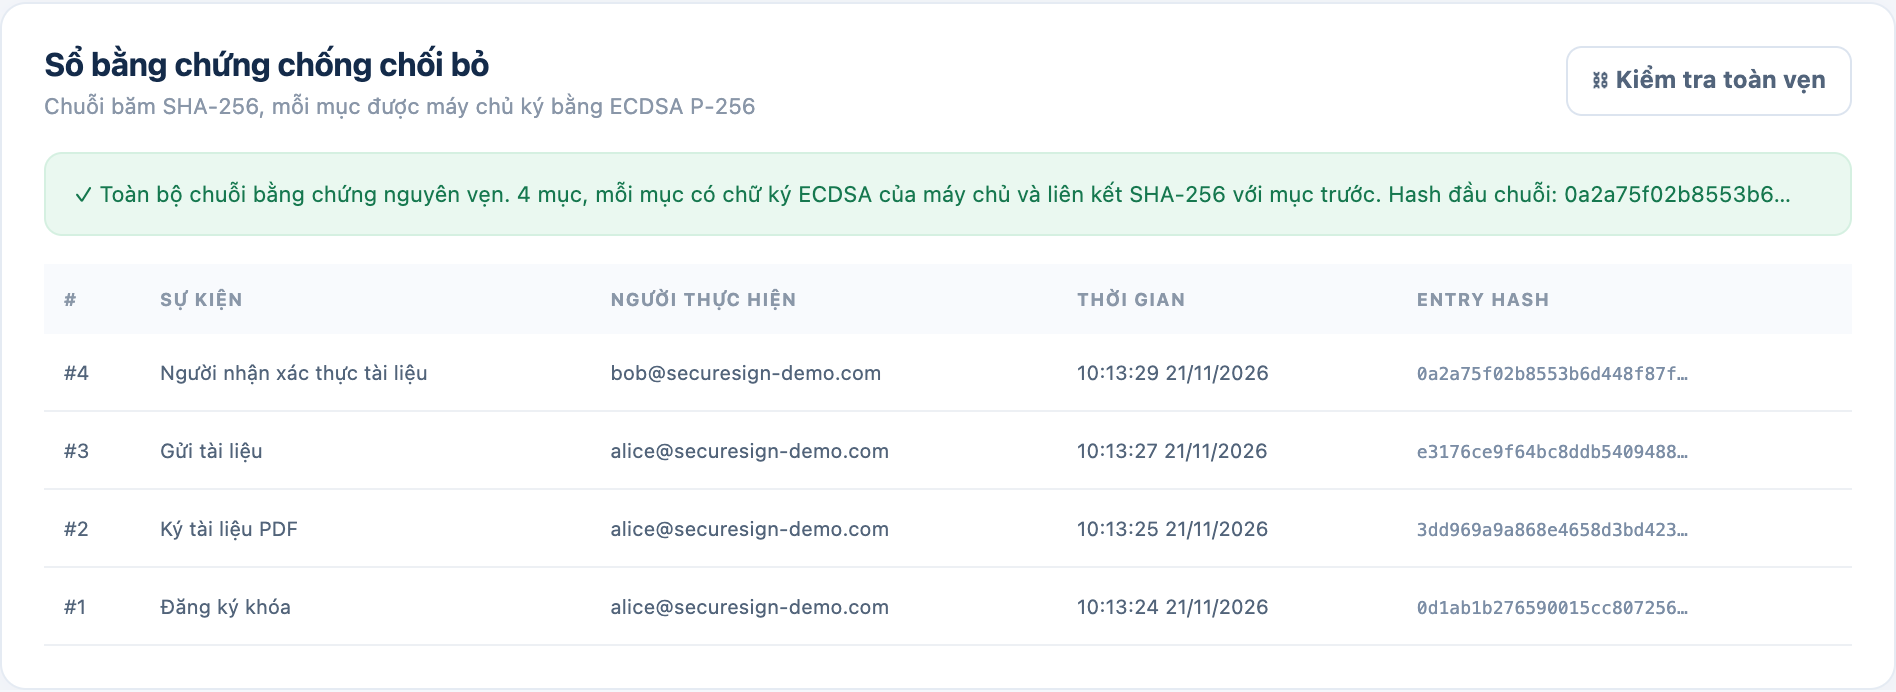 Sổ bằng chứng chống chối bỏ
Chuỗi băm SHA-256, mỗi mục được máy chủ ký bằng ECDSA P-256
⛓ Kiểm tra toàn vẹn
✓ Toàn bộ chuỗi bằng chứng nguyên vẹn. 4 mục, mỗi mục có chữ ký ECDSA của máy chủ và liên kết SHA-256 với mục trước. Hash đầu chuỗi: 0a2a75f02b8553b6…
# SỰ KIỆN NGƯỜI THỰC HIỆN THỜI GIAN ENTRY HASH
#4 Người nhận xác thực tài liệu bob@securesign-demo.com 10:13:29 21/11/2026 0a2a75f02b8553b6d448f87f…
#3 Gửi tài liệu alice@securesign-demo.com 10:13:27 21/11/2026 e3176ce9f64bc8ddb5409488…
#2 Ký tài liệu PDF alice@securesign-demo.com 10:13:25 21/11/2026 3dd969a9a868e4658d3bd423…
#1 Đăng ký khóa alice@securesign-demo.com 10:13:24 21/11/2026 0d1ab1b276590015cc807256…